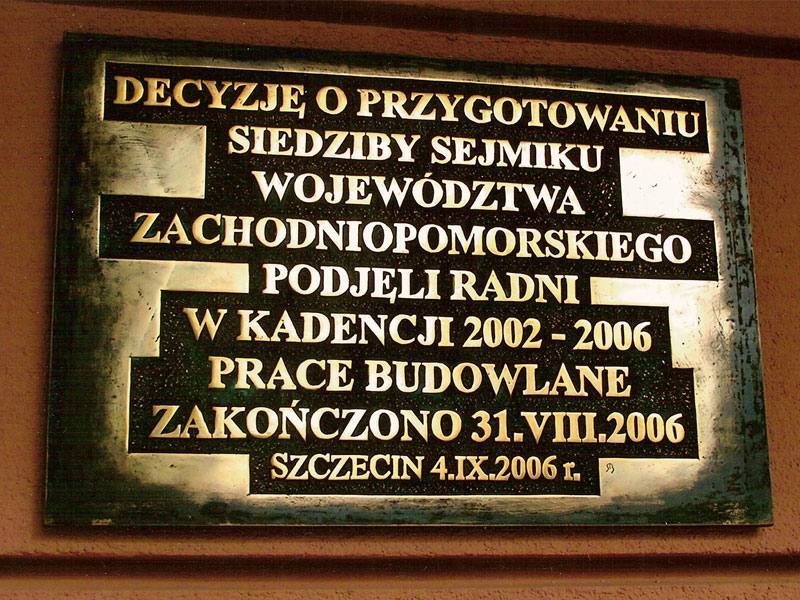 DECYZJĘ O PRZYGOTOWANIU
SIEDZIBY SEJMIKU
WOJEWÓDZTWA
ZACHODNIOPOMORSKIEGO
PODJĘLI RADNI
W KADENCJI 2002 - 2006
PRACE BUDOWLANE
ZAKOŃCZONO 31.VIII.2006
SZCZECIN 4.IX.2006 r.